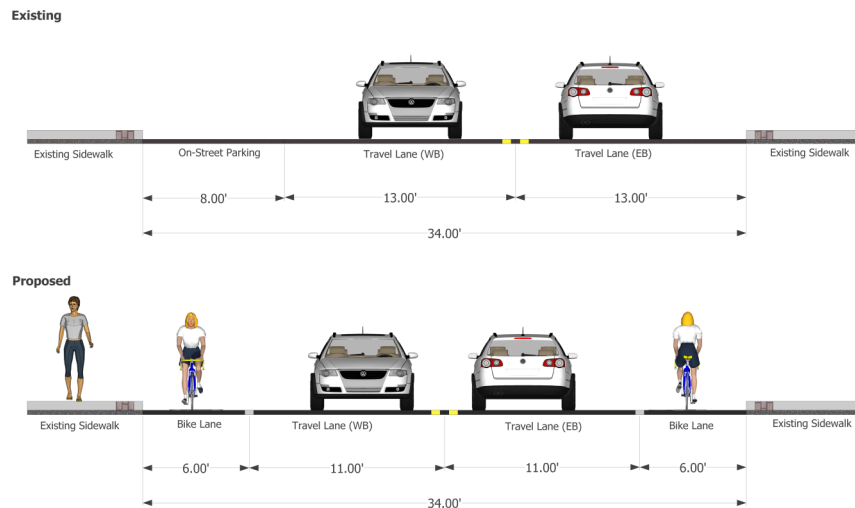 Existing
Existing Sidewalk
On-Street Parking
Travel Lane (WB)
Travel Lane (EB)
Existing Sidewalk
8.00'
13.00'
13.00'
34.00'
Proposed
Existing Sidewalk
Bike Lane
Travel Lane (WB)
Travel Lane (EB)
Bike Lane
Existing Sidewalk
6.00'
11.00'
11.00'
6.00'
34.00'